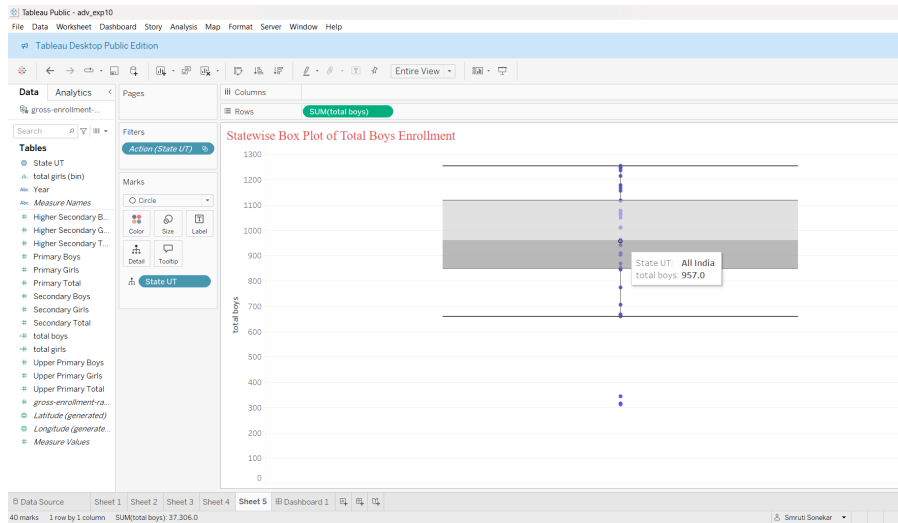 Tableau Public - adv_exp10
File Data Worksheet Dashboard Story Analysis Map Format Server Window Help
Tableau Desktop Public Edition
Entire View
Data Analytics
Pages
Columns
gross-enrollment-...
Rows SUM(total boys)
Search
Filters
Action (State UT)
Statewise Box Plot of Total Boys Enrollment
Tables
State UT
total girls (bin)
Abc Year
Abc Measure Names
# Higher Secondary B...
# Higher Secondary G...
# Higher Secondary T...
# Primary Boys
# Primary Girls
# Primary Total
# Secondary Boys
# Secondary Girls
# Secondary Total
total boys
total girls
# Upper Primary Boys
# Upper Primary Girls
# Upper Primary Total
# gross-enrollment-ra...
Latitude (generated)
Longitude (generate...
# Measure Values
Marks
Circle
Color Size Label
Detail Tooltip
State UT
total boys
1300
1200
1100
1000
900
800
700
600
500
400
300
200
100
0
State UT: All India
total boys: 957.0
Data Source Sheet 1 Sheet 2 Sheet 3 Sheet 4 Sheet 5 Dashboard 1
40 marks 1 row by 1 column SUM(total boys): 37,306.0
Smruti Sonekar